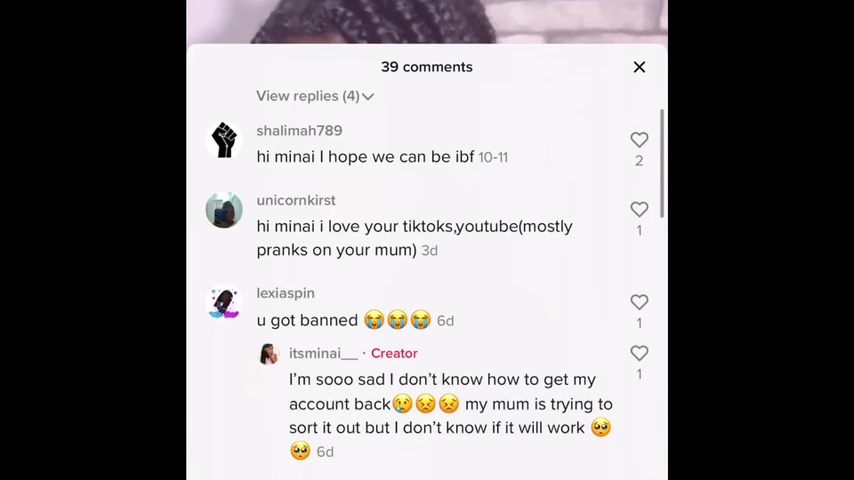 39 comments
View replies (4)
shalimah789
hi minai I hope we can be ibf 10-11
2
unicornkirst
hi minai i love your tiktoks,youtube(mostly
pranks on your mum) 3d
1
lexiaspin
u got banned 😭😭😭 6d
1
itsminai__ · Creator
I'm sooo sad I don't know how to get my
account back😢😣😣 my mum is trying to
sort it out but I don't know if it will work 🥺
🥺 6d
1